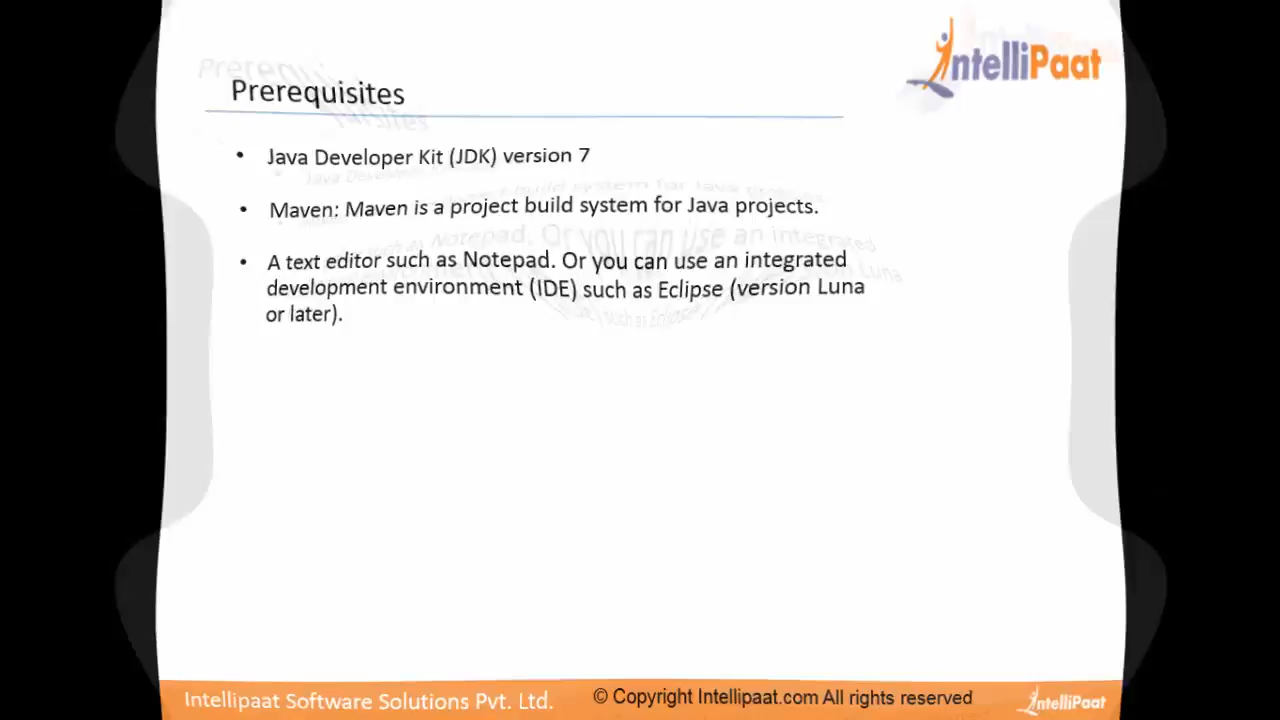 IntelliPaat
Prerequisites
• Java Developer Kit (JDK) version 7
• Maven: Maven is a project build system for Java projects.
• A text editor such as Notepad. Or you can use an integrated
development environment (IDE) such as Eclipse (version Luna
or later).
Intellipaat Software Solutions Pvt. Ltd. © Copyright Intellipaat.com All rights reserved IntelliPaat